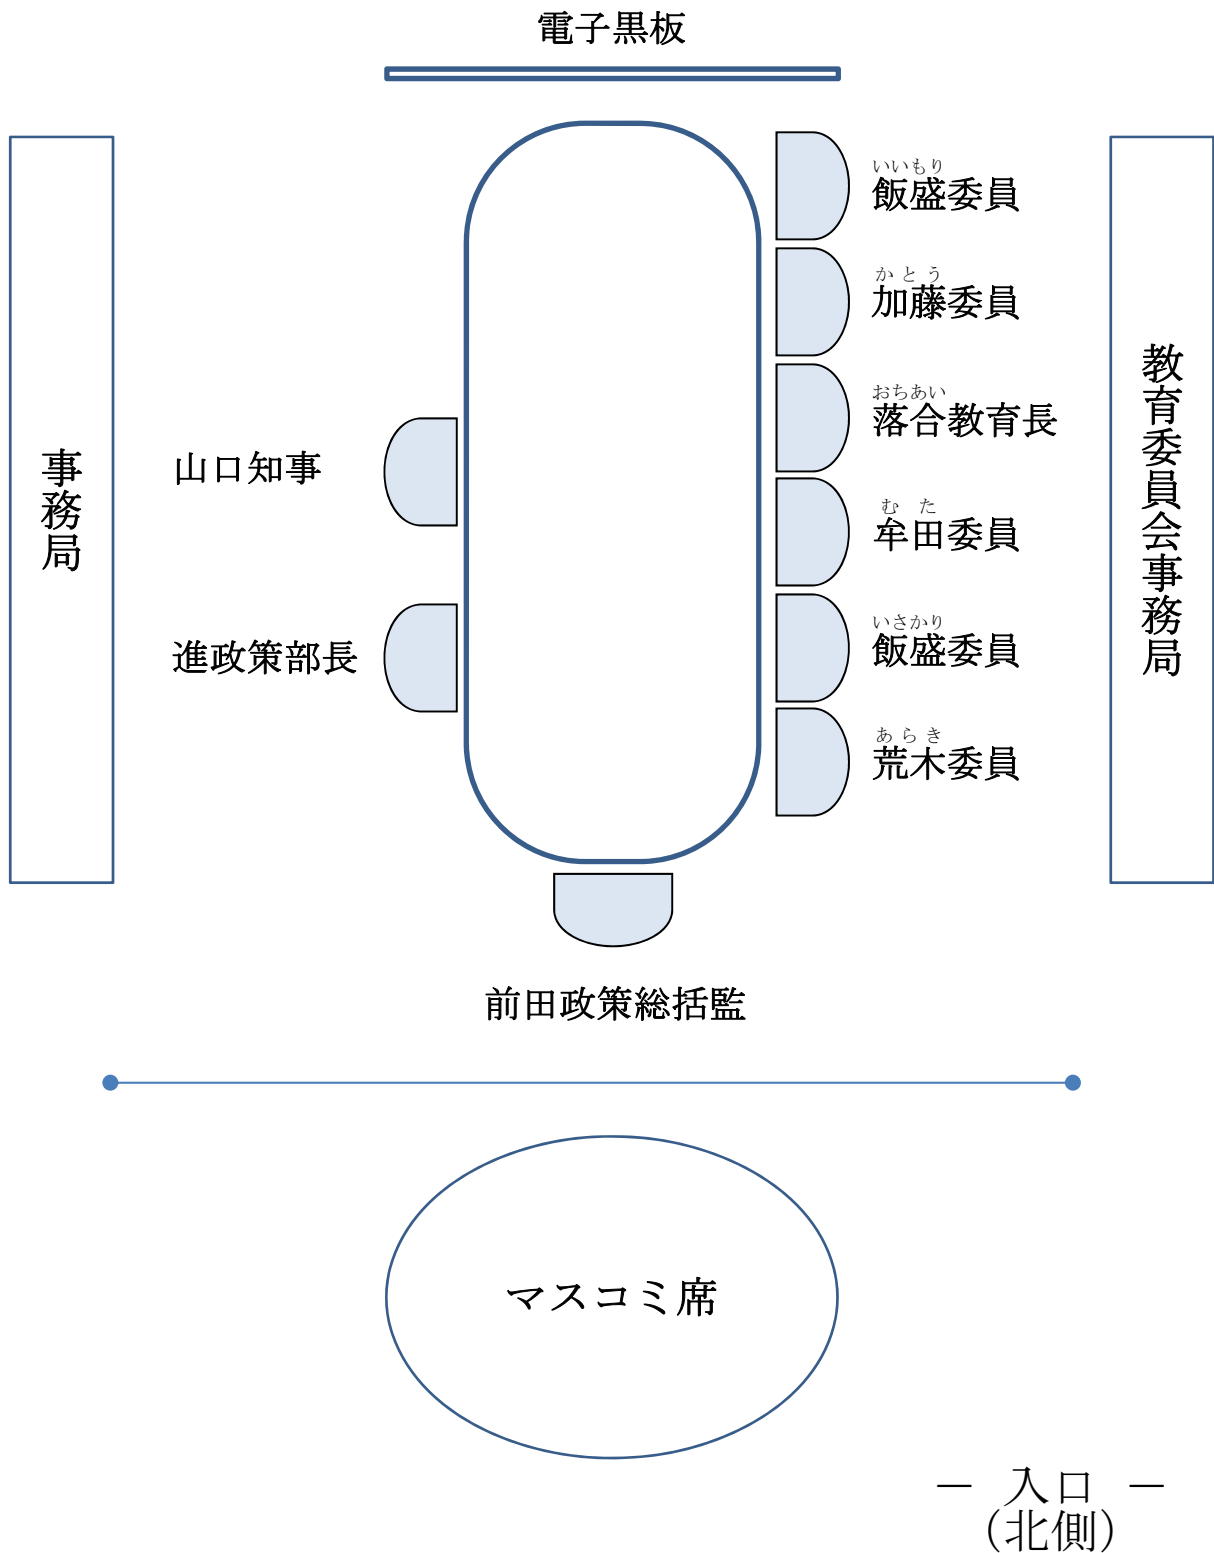 電子黒板
いいもり
飯盛委員
かとう
加藤委員
おちあい
落合教育長
むた
牟田委員
いさかり
飯盛委員
あらき
荒木委員
山口知事
進政策部長
事務局
教育委員会事務局
前田政策総括監
マスコミ席
― 入口 ―
（北側）